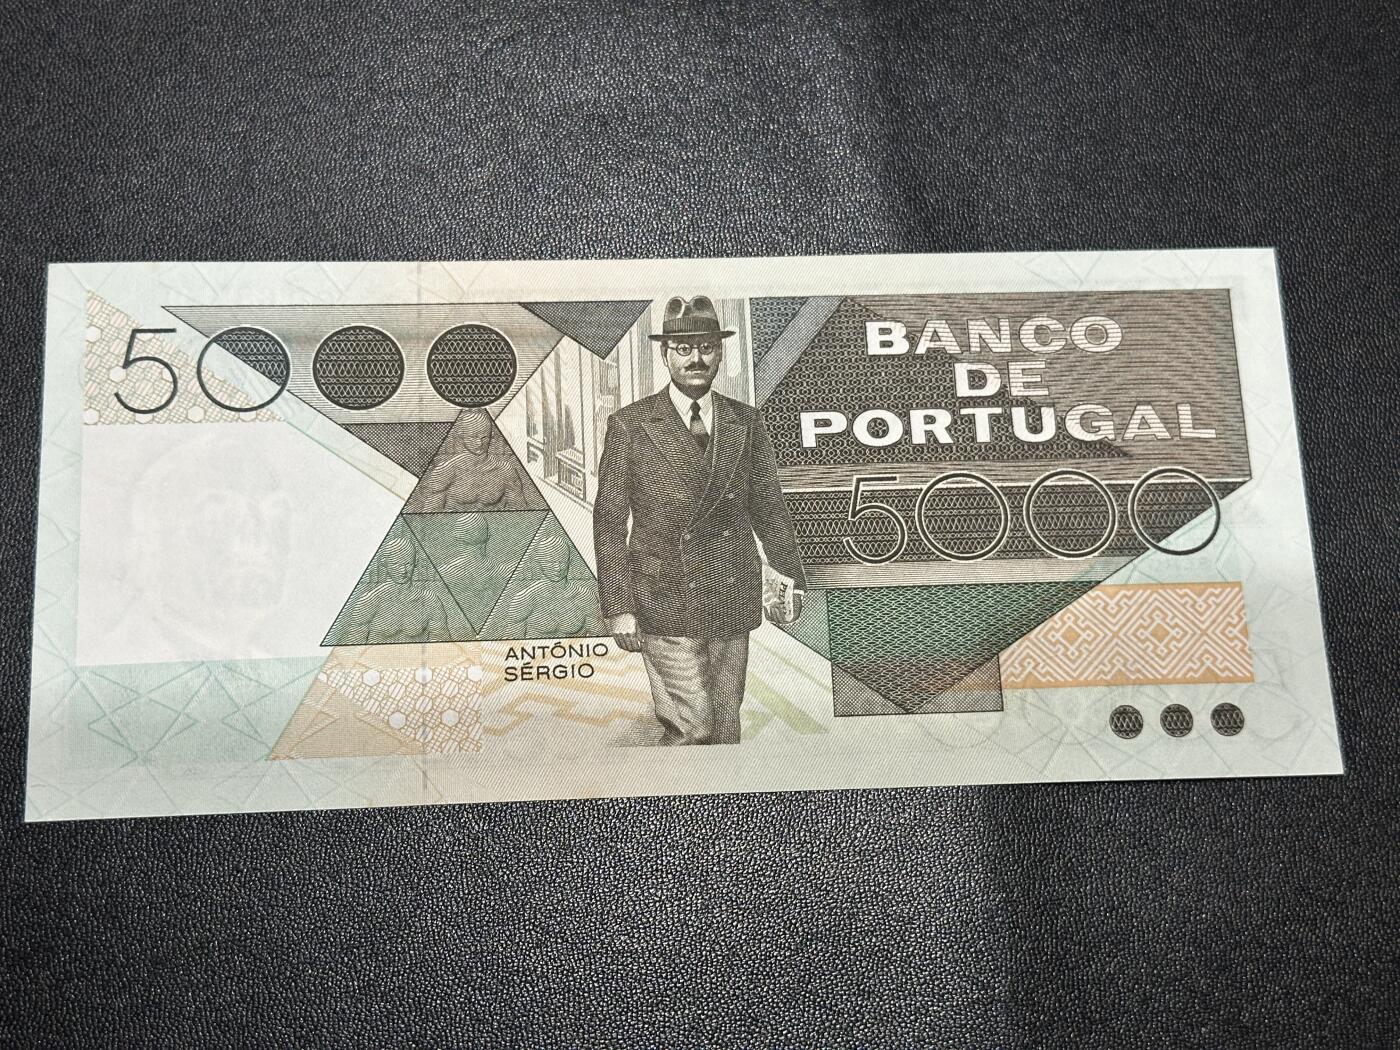 5000
BANCO
DE
PORTUGAL
5000
ANTÓNIO
SÉRGIO